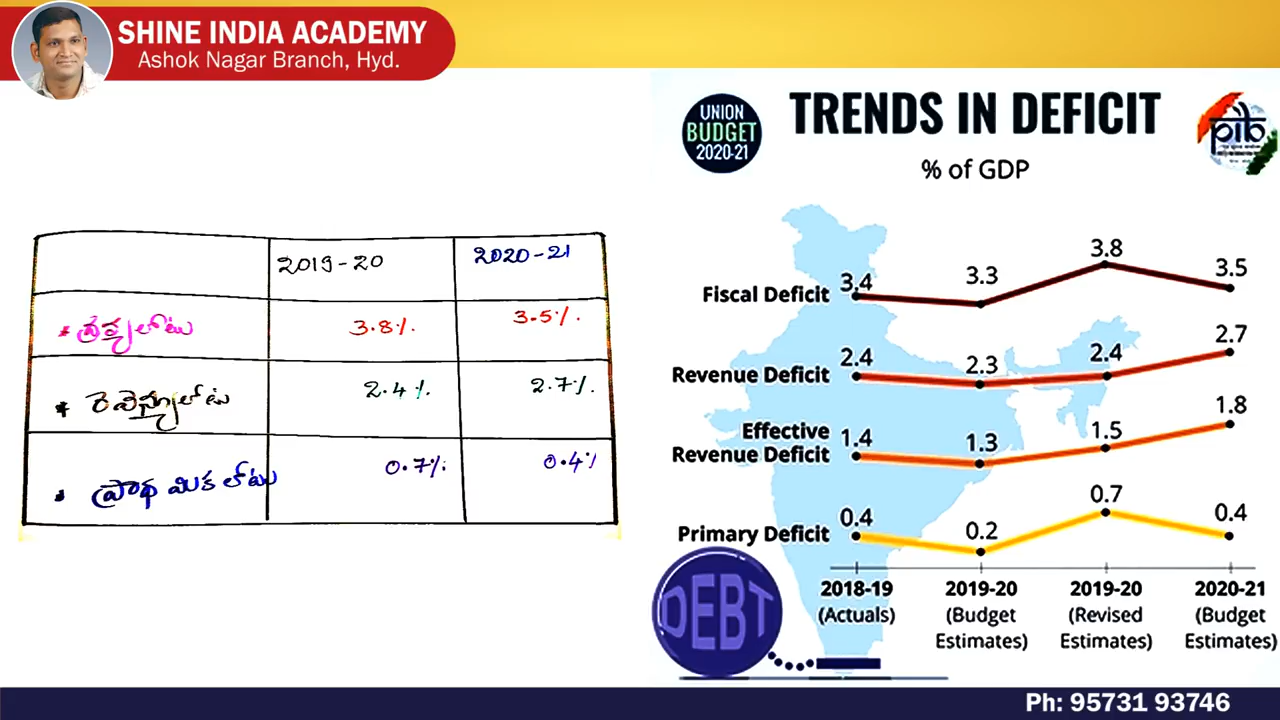 SHINE INDIA ACADEMY
Ashok Nagar Branch, Hyd.
2019-20 2020-21
* ద్రవ్యలోటు 3.8% 3.5%.
* రెవెన్యూలోటు 2.4%. 2.7%.
• ప్రాథమిక లోటు 0.7% 0.4%
UNION
BUDGET
2020-21
TRENDS IN DEFICIT
% of GDP
pib
Fiscal Deficit 3.4 3.3 3.8 3.5
Revenue Deficit 2.4 2.3 2.4 2.7
Effective
Revenue Deficit 1.4 1.3 1.5 1.8
Primary Deficit 0.4 0.2 0.7 0.4
DEBT
2018-19 2019-20 2019-20 2020-21
(Actuals) (Budget (Revised (Budget
Estimates) Estimates) Estimates)
Ph: 95731 93746